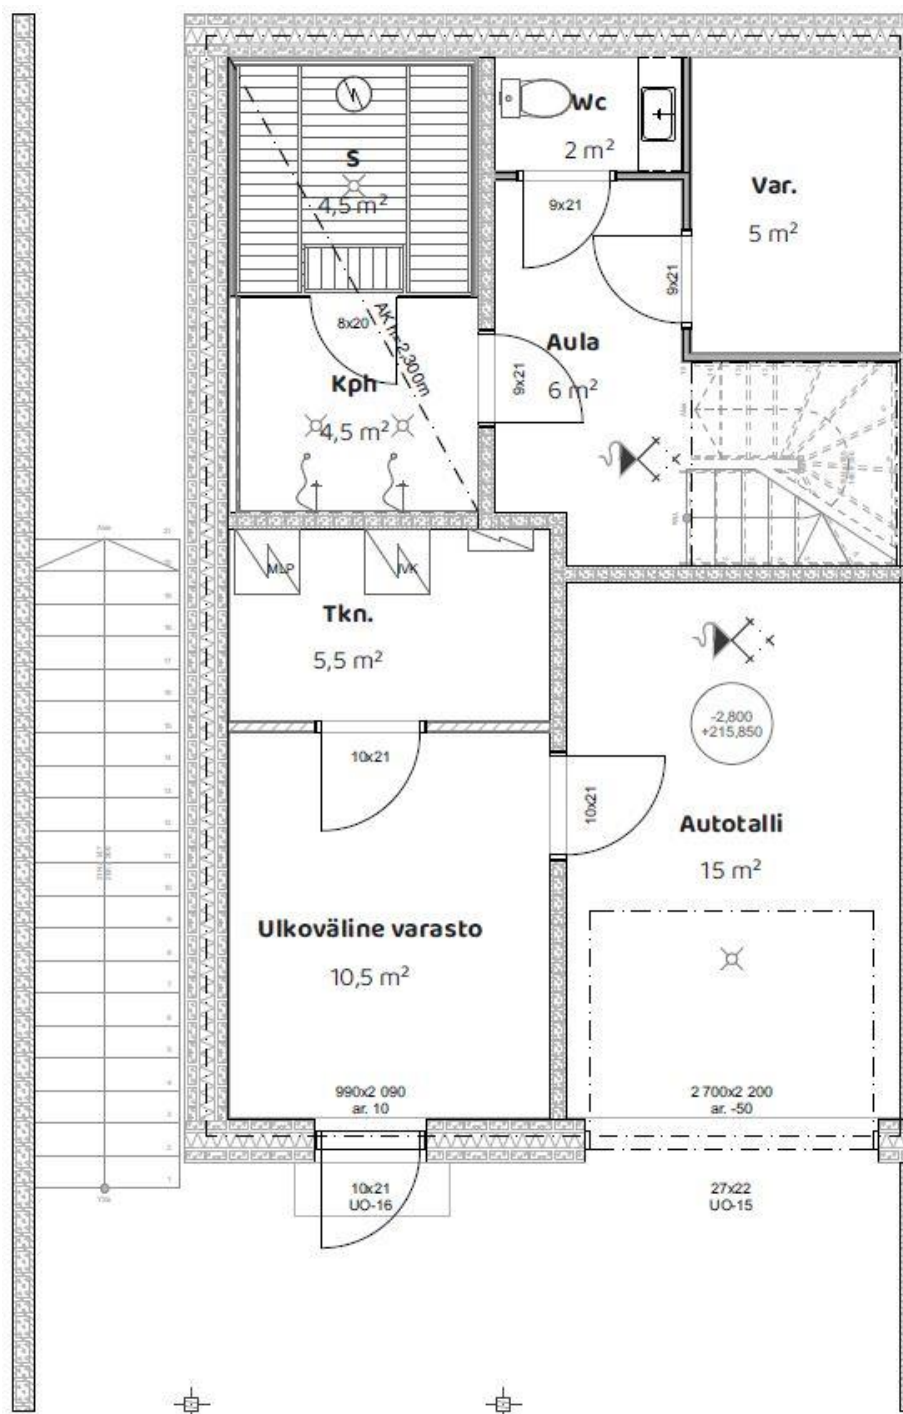 Wc
2 m²
S
4,5 m²
Var.
5 m²
9x21
9x21
8x20
AK h=2,300m
Aula
6 m²
9x21
Kph
4,5 m²
MLP
IVK
Tkn.
5,5 m²
-2,800
+215,850
10x21
10x21
Autotalli
15 m²
Ulkoväline varasto
10,5 m²
990x2 090
ar. 10
2 700x2 200
ar. -50
10x21
UO-16
27x22
UO-15